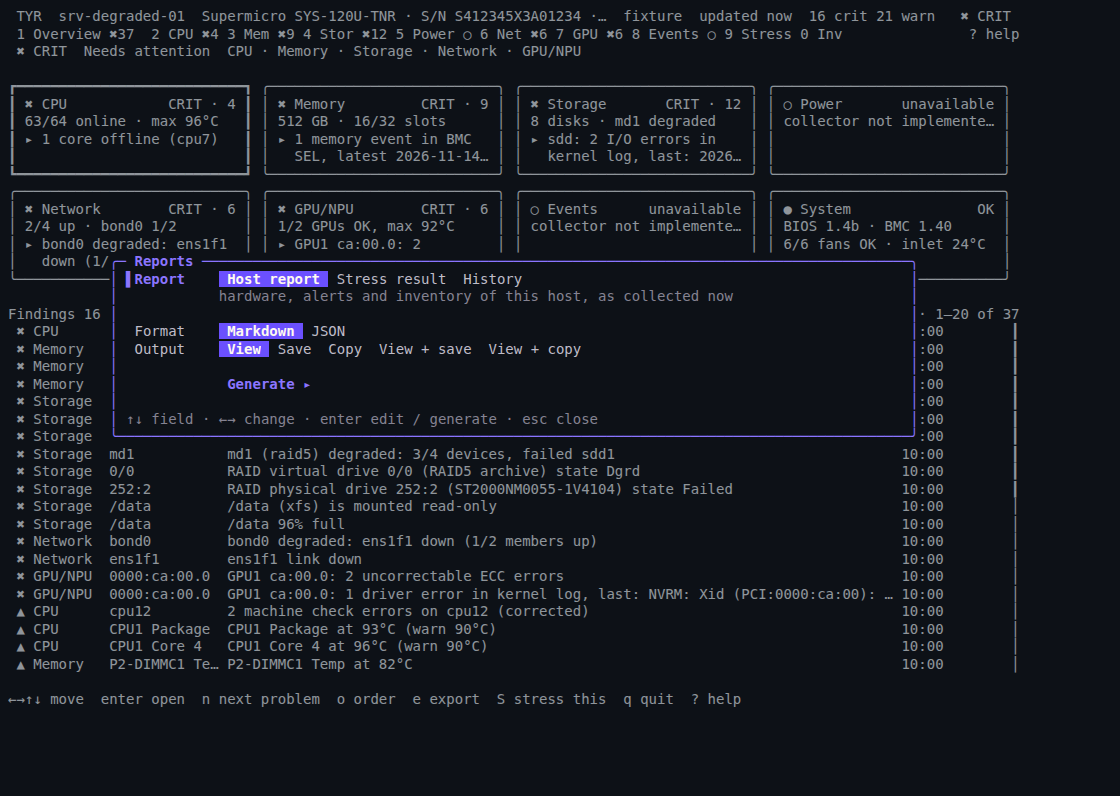 TYR  srv-degraded-01  Supermicro SYS-120U-TNR · S/N S412345X3A01234 ·…  fixture  updated now  16 crit 21 warn   ✖ CRIT
1 Overview ✖37  2 CPU ✖4 3 Mem ✖9 4 Stor ✖12 5 Power ○ 6 Net ✖6 7 GPU ✖6 8 Events ○ 9 Stress 0 Inv   ? help
✖ CRIT  Needs attention  CPU · Memory · Storage · Network · GPU/NPU
✖ CPU   CRIT · 4   ✖ Memory   CRIT · 9   ✖ Storage   CRIT · 12   ○ Power   unavailable
63/64 online · max 96°C   512 GB · 16/32 slots   8 disks · md1 degraded   collector not implemente…
▸ 1 core offline (cpu7)   ▸ 1 memory event in BMC   ▸ sdd: 2 I/O errors in
SEL, latest 2026-11-14…   kernel log, last: 2026…
✖ Network   CRIT · 6   ✖ GPU/NPU   CRIT · 6   ○ Events   unavailable   ● System   OK
2/4 up · bond0 1/2   1/2 GPUs OK, max 92°C   collector not implemente…   BIOS 1.4b · BMC 1.40
▸ bond0 degraded: ens1f1   ▸ GPU1 ca:00.0: 2   6/6 fans OK · inlet 24°C
down (1/   Reports
▌Report   Host report   Stress result   History
hardware, alerts and inventory of this host, as collected now
Findings 16   · 1–20 of 37
✖ CPU   Format   Markdown   JSON   :00
✖ Memory   Output   View   Save   Copy   View + save   View + copy   :00
✖ Memory   :00
✖ Memory   Generate ▸   :00
✖ Storage   :00
✖ Storage   ↑↓ field · ←→ change · enter edit / generate · esc close   :00
✖ Storage   :00
✖ Storage  md1   md1 (raid5) degraded: 3/4 devices, failed sdd1   10:00
✖ Storage  0/0   RAID virtual drive 0/0 (RAID5 archive) state Dgrd   10:00
✖ Storage  252:2   RAID physical drive 252:2 (ST2000NM0055-1V4104) state Failed   10:00
✖ Storage  /data   /data (xfs) is mounted read-only   10:00
✖ Storage  /data   /data 96% full   10:00
✖ Network  bond0   bond0 degraded: ens1f1 down (1/2 members up)   10:00
✖ Network  ens1f1   ens1f1 link down   10:00
✖ GPU/NPU  0000:ca:00.0  GPU1 ca:00.0: 2 uncorrectable ECC errors   10:00
✖ GPU/NPU  0000:ca:00.0  GPU1 ca:00.0: 1 driver error in kernel log, last: NVRM: Xid (PCI:0000:ca:00): … 10:00
▲ CPU   cpu12   2 machine check errors on cpu12 (corrected)   10:00
▲ CPU   CPU1 Package  CPU1 Package at 93°C (warn 90°C)   10:00
▲ CPU   CPU1 Core 4   CPU1 Core 4 at 96°C (warn 90°C)   10:00
▲ Memory   P2-DIMMC1 Te… P2-DIMMC1 Temp at 82°C   10:00
←→↑↓ move  enter open  n next problem  o order  e export  S stress this  q quit  ? help